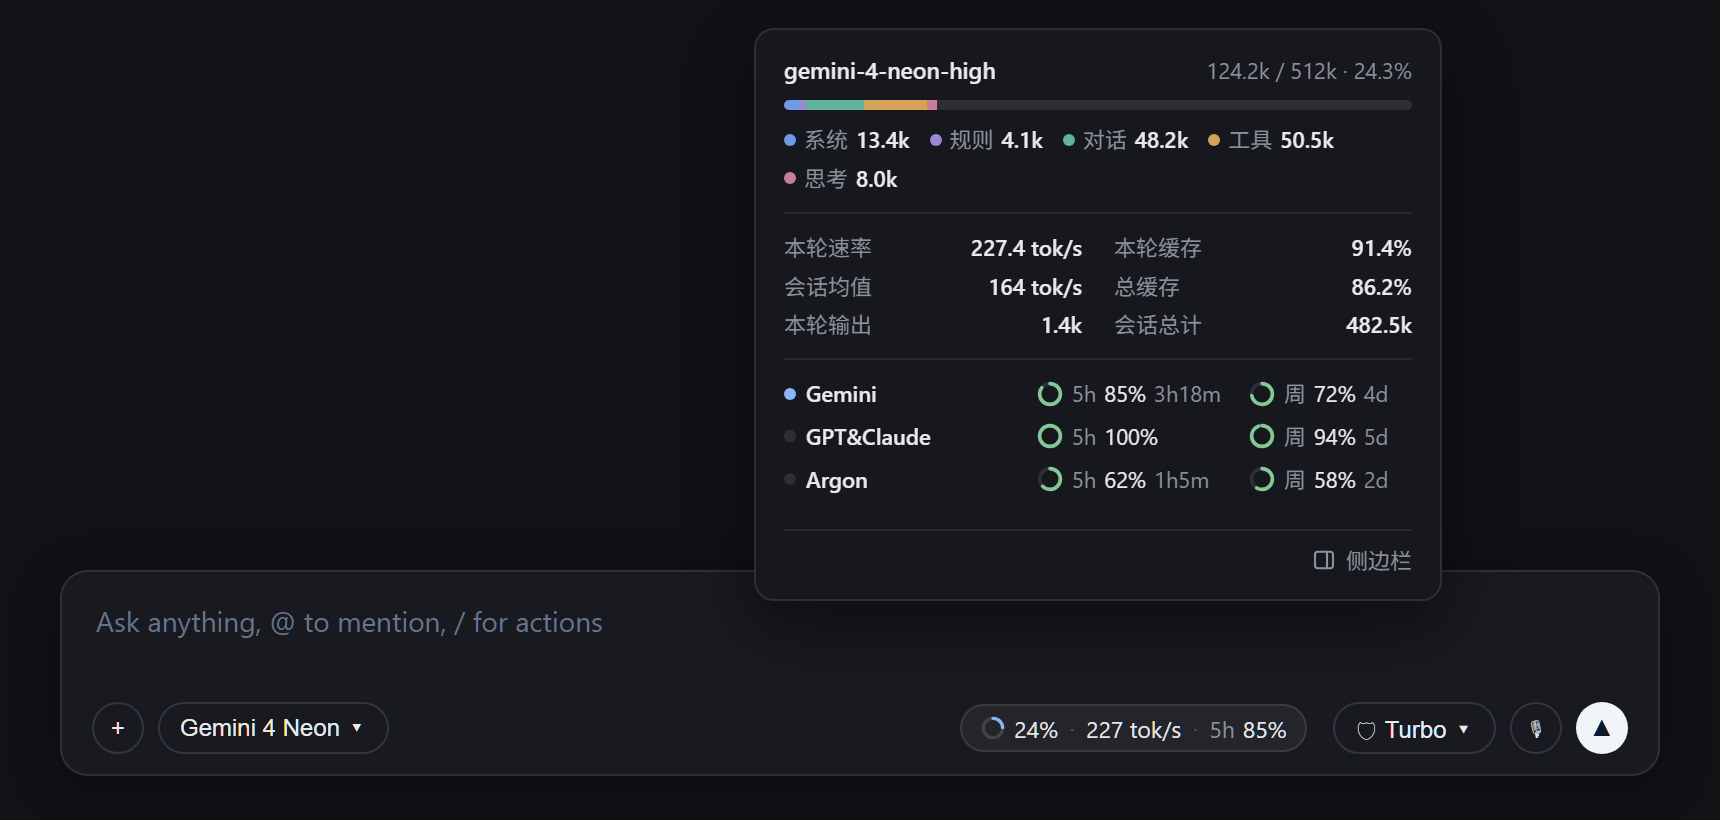 gemini-4-neon-high 124.2k / 512k · 24.3%
系统 13.4k 规则 4.1k 对话 48.2k 工具 50.5k
思考 8.0k
本轮速率 227.4 tok/s 本轮缓存 91.4%
会话均值 164 tok/s 总缓存 86.2%
本轮输出 1.4k 会话总计 482.5k
Gemini 5h 85% 3h18m 周 72% 4d
GPT&Claude 5h 100% 周 94% 5d
Argon 5h 62% 1h5m 周 58% 2d
侧边栏
Ask anything, @ to mention, / for actions
+ Gemini 4 Neon 24% · 227 tok/s · 5h 85% Turbo